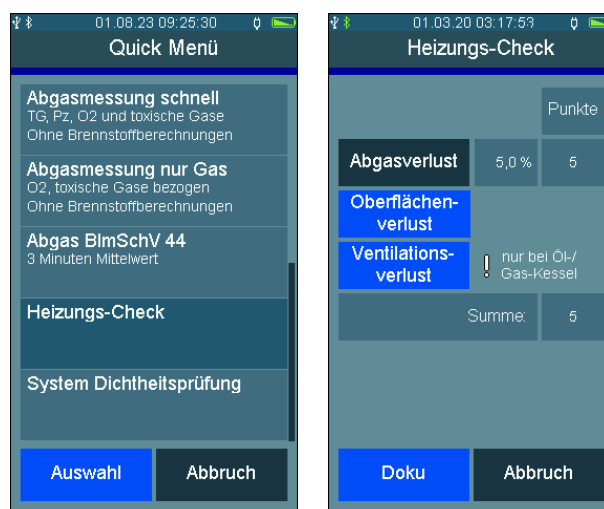 01.08.23 09:25:30
Quick Menü
Abgasmessung schnell
TG, Pz, O2 und toxische Gase
Ohne Brennstoffberechnungen
Abgasmessung nur Gas
O2, toxische Gase bezogen
Ohne Brennstoffberechnungen
Abgas BImSchV 44
3 Minuten Mittelwert
Heizungs-Check
System Dichtheitsprüfung
Auswahl Abbruch
01.03.20 03:17:59
Heizungs-Check
Punkte
Abgasverlust 5,0 % 5
Oberflächen-
verlust
Ventilations-
verlust
! nur bei Öl-/
Gas-Kessel
Summe: 5
Doku Abbruch